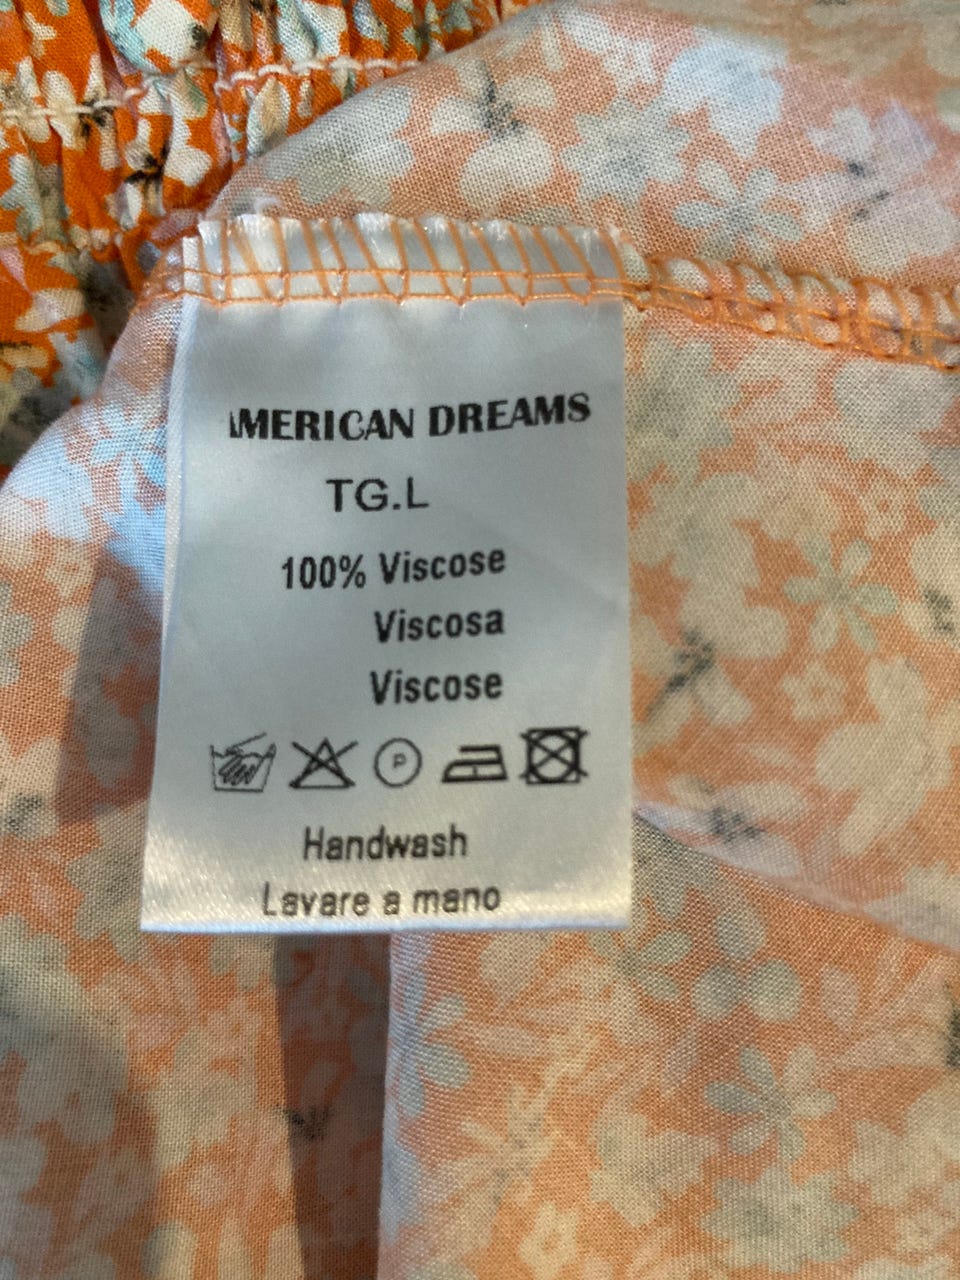 AMERICAN DREAMS
TG.L
100% Viscose
Viscosa
Viscose
P
Handwash
Lavare a mano